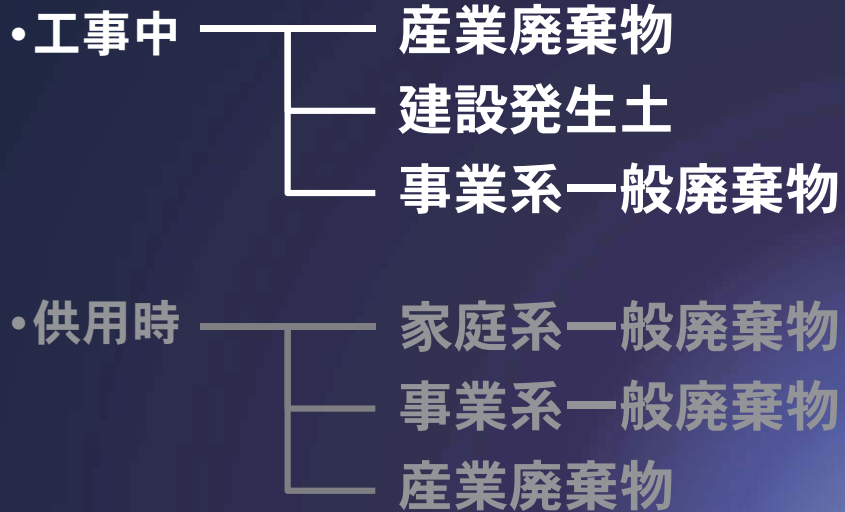 ・工事中
産業廃棄物
建設発生土
事業系一般廃棄物
・供用時
家庭系一般廃棄物
事業系一般廃棄物
産業廃棄物